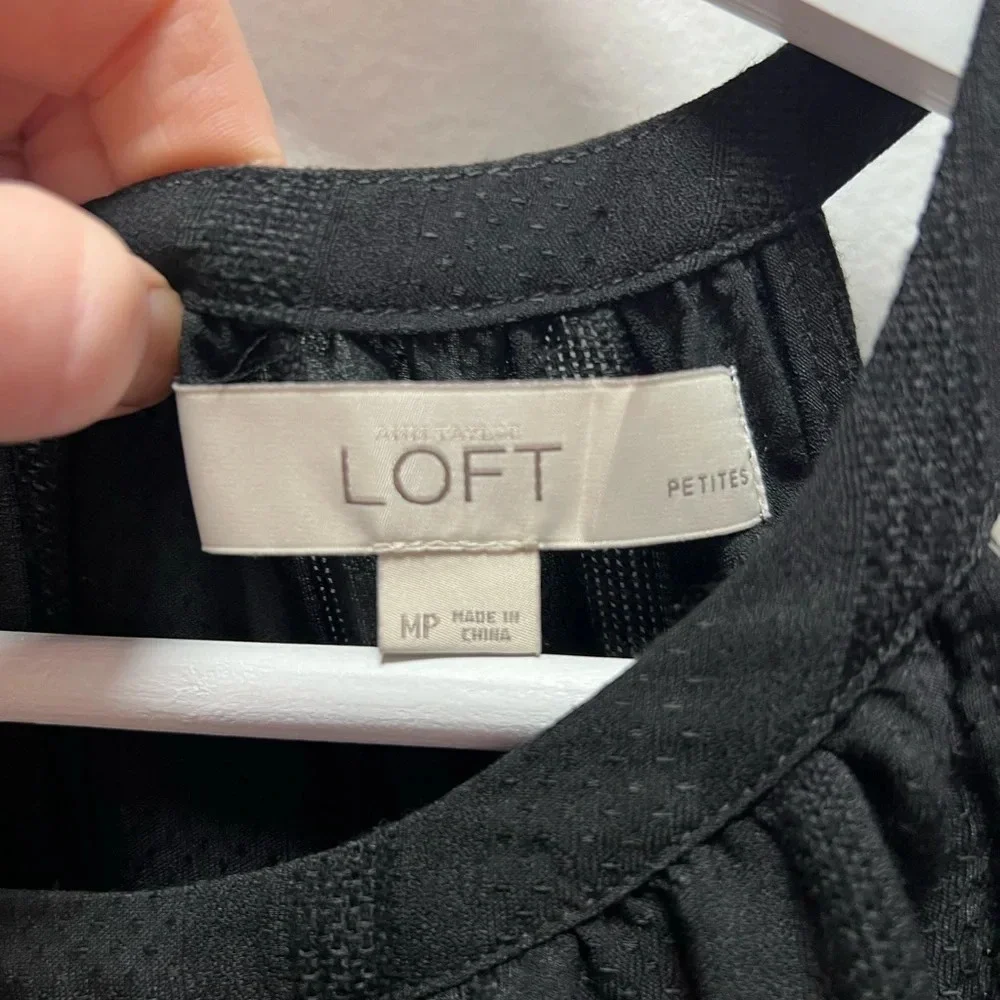 ANN TAYLOR
LOFT
PETITES
MP MADE IN
CHINA